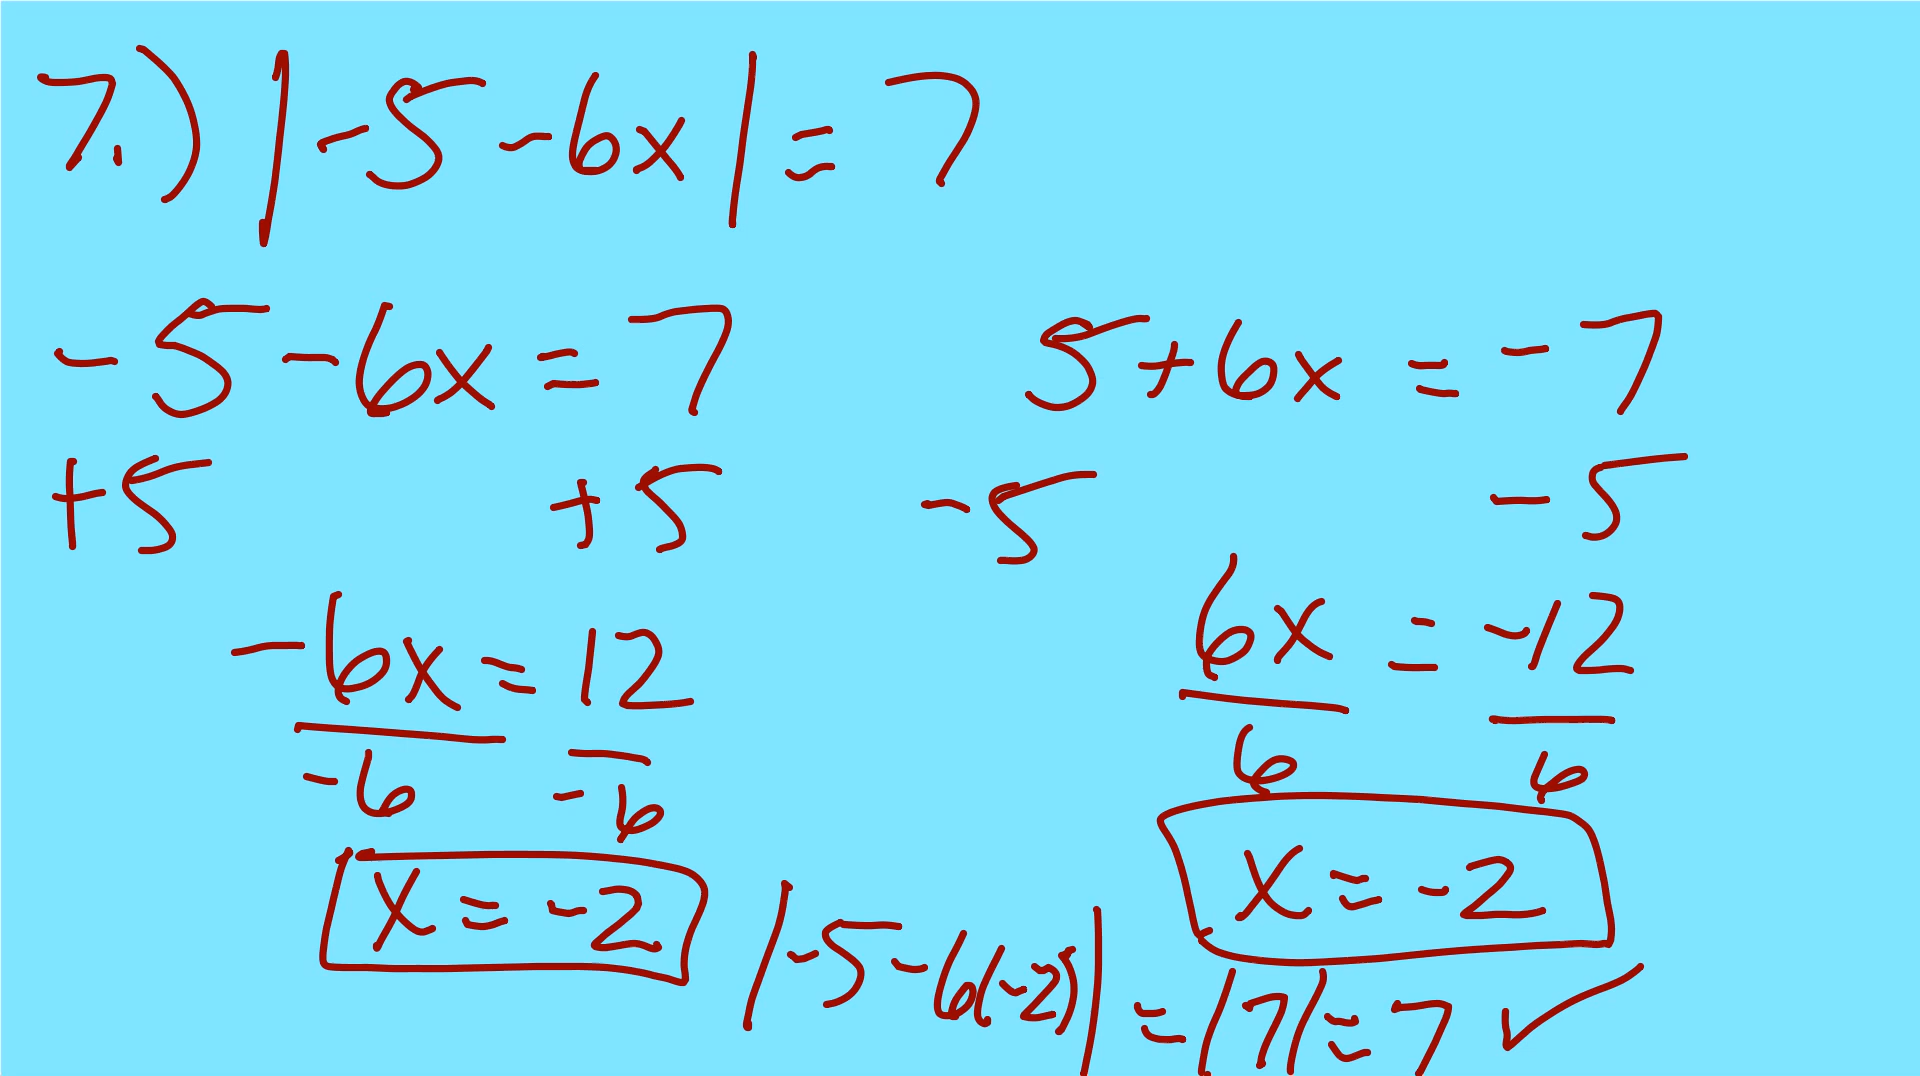 7.) |-5-6x| = 7
-5-6x = 7
+5 +5
-6x = 12
-6 -6
x = -2
5+6x = -7
-5 -5
6x = -12
6 6
x = -2
|-5-6(-2)| = |7| = 7 ✓